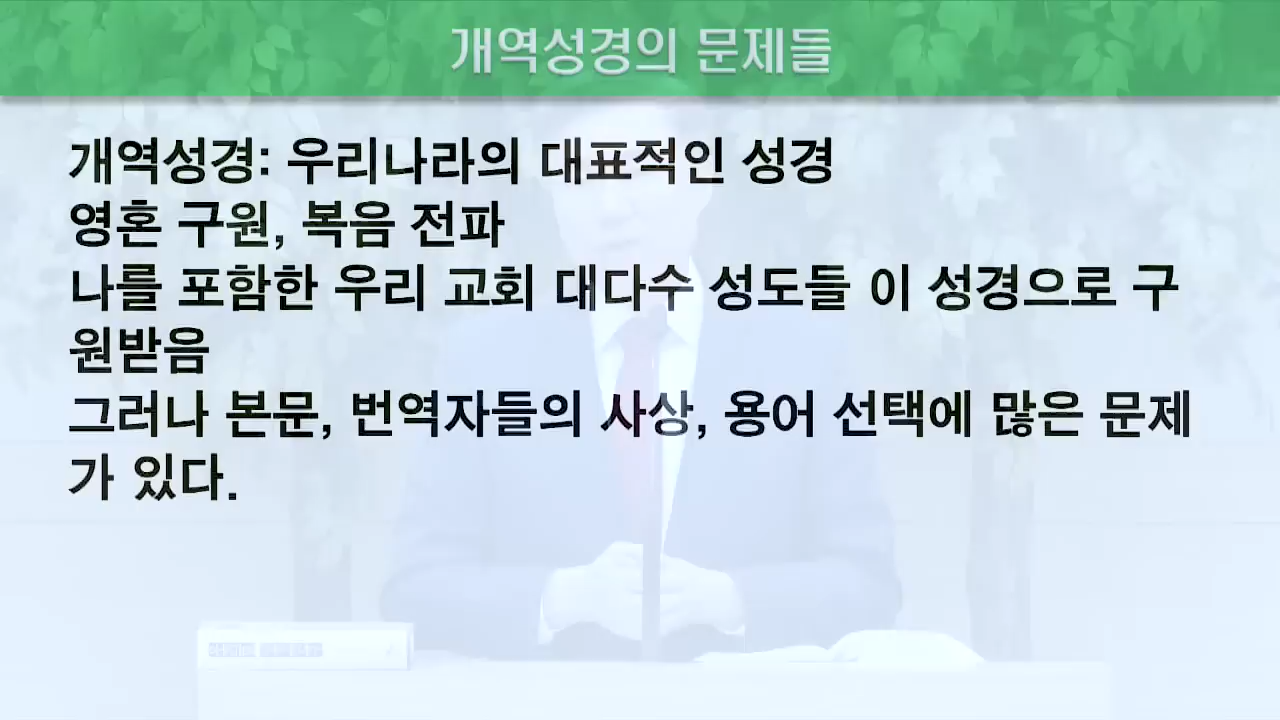 개역성경의 문제들
개역성경: 우리나라의 대표적인 성경
영혼 구원, 복음 전파
나를 포함한 우리 교회 대다수 성도들 이 성경으로 구
원받음
그러나 본문, 번역자들의 사상, 용어 선택에 많은 문제
가 있다.